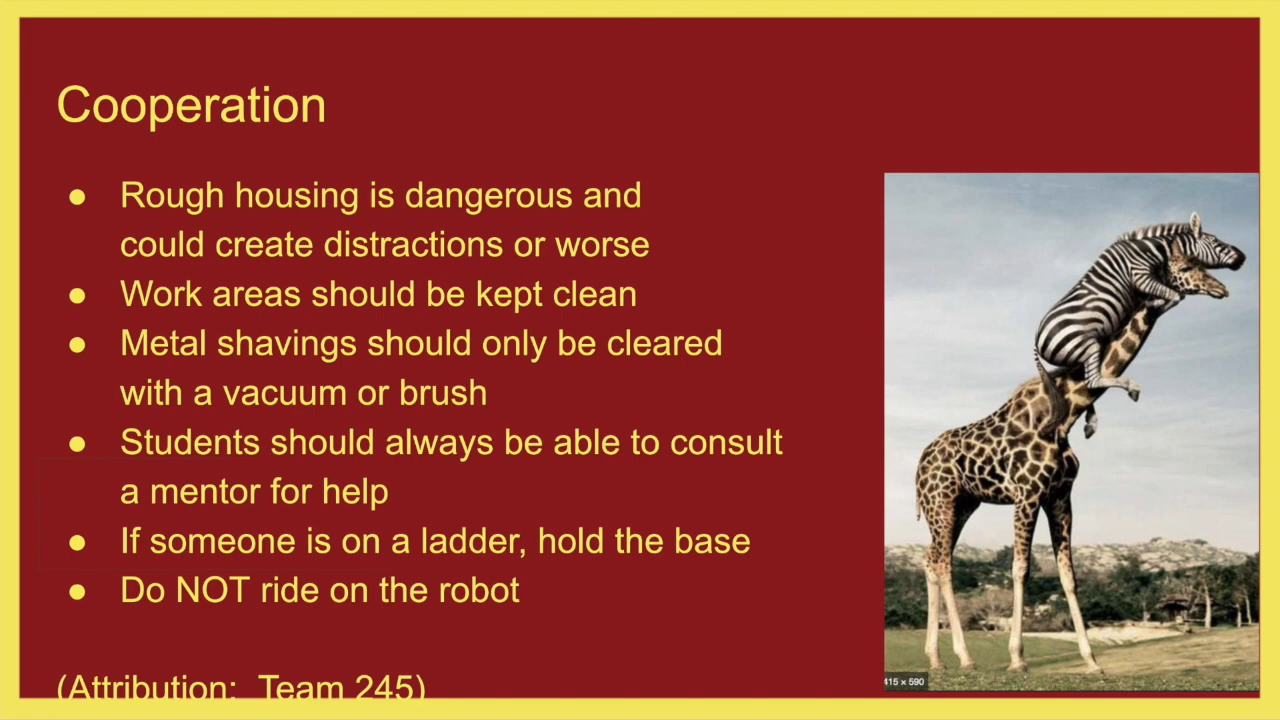 Cooperation
● Rough housing is dangerous and
could create distractions or worse
● Work areas should be kept clean
● Metal shavings should only be cleared
with a vacuum or brush
● Students should always be able to consult
a mentor for help
● If someone is on a ladder, hold the base
● Do NOT ride on the robot
(Attribution: Team 245)
415 × 590